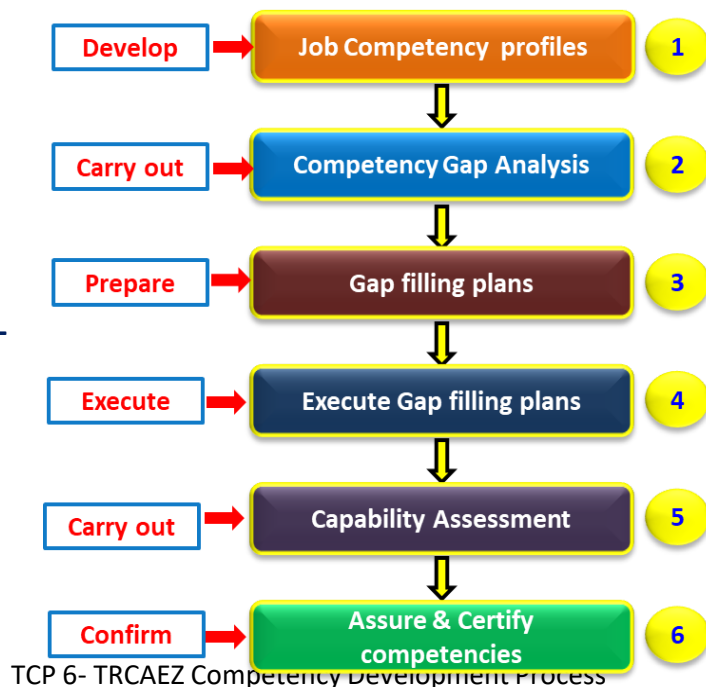 Develop
Job Competency profiles
1
Carry out
Competency Gap Analysis
2
Prepare
Gap filling plans
3
-
Execute
Execute Gap filling plans
4
Carry out
Capability Assessment
5
Confirm
Assure & Certify
competencies
6
TCP 6- TRCAEZ Competency Development Process